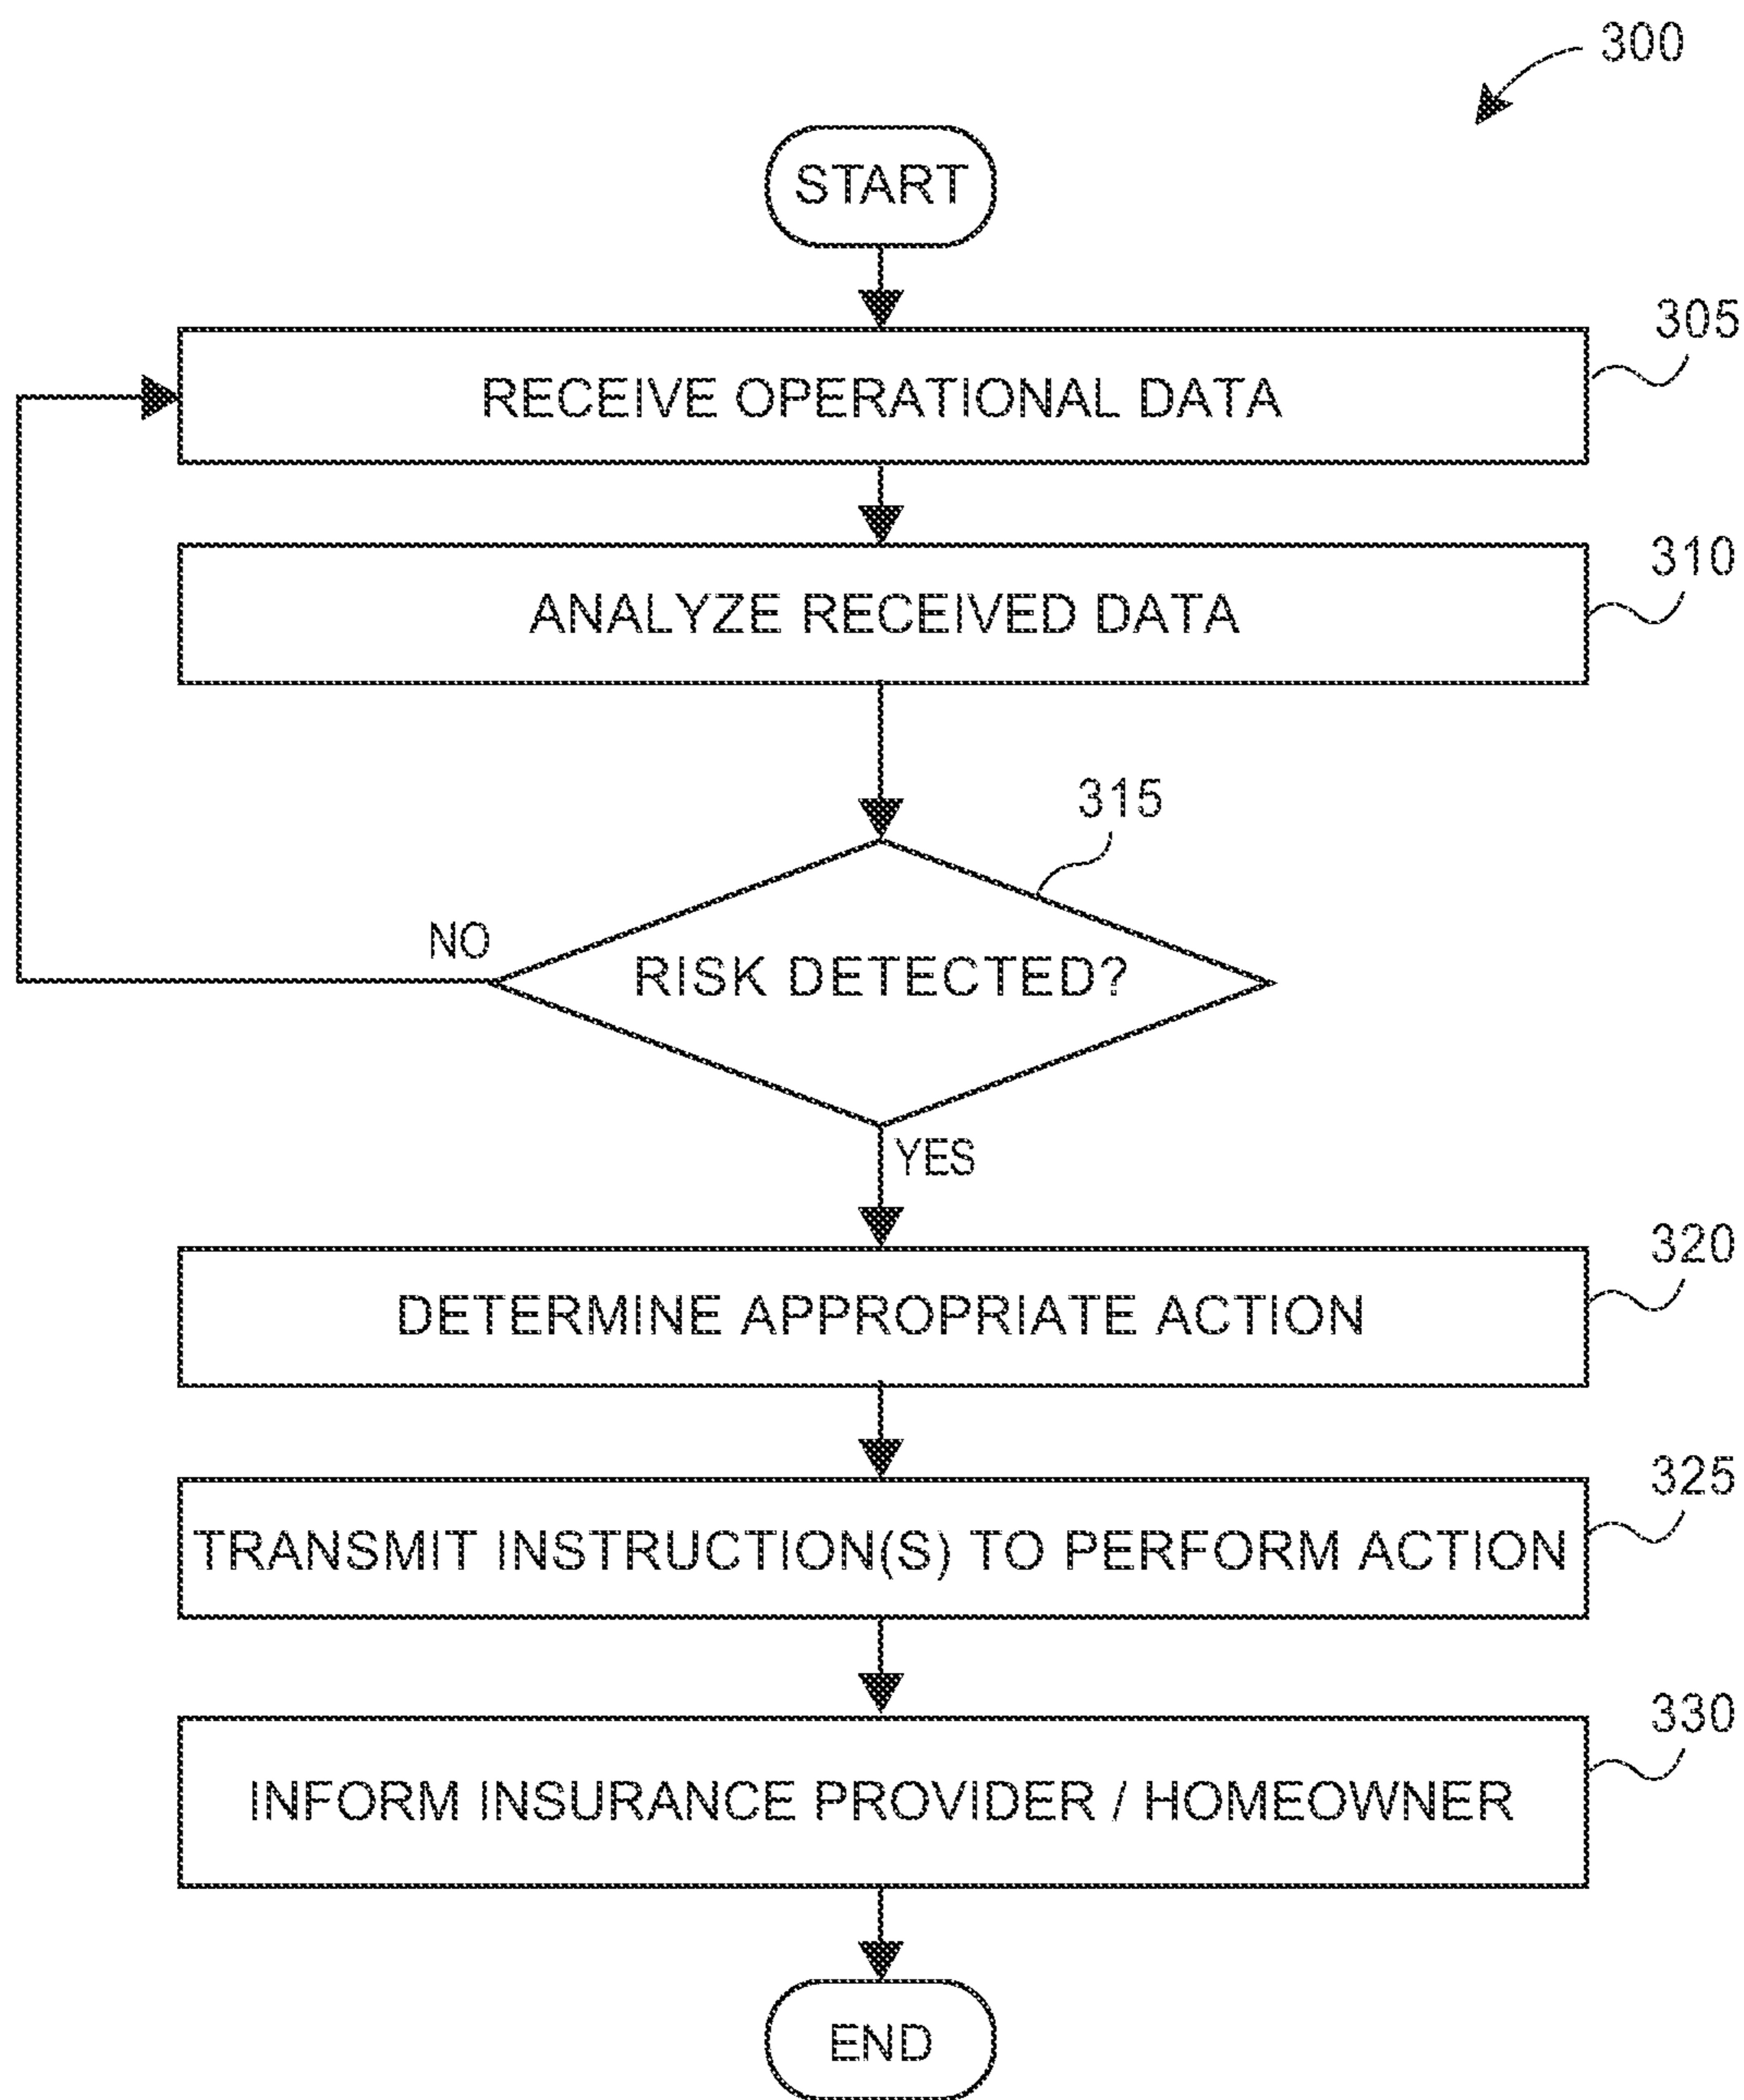 300
START
305
RECEIVE OPERATIONAL DATA
310
ANALYZE RECEIVED DATA
315
NO
RISK DETECTED?
YES
320
DETERMINE APPROPRIATE ACTION
325
TRANSMIT INSTRUCTION(S) TO PERFORM ACTION
330
INFORM INSURANCE PROVIDER / HOMEOWNER
END